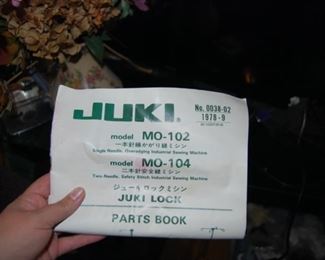 JUKI®
No. 0038-02
1978-9
model MO-102
一本針縁かがり縫ミシン
Single Needle, Overedging Industrial Sewing Machine
model MO-104
二本針安全縫ミシン
Two-Needle, Safety Stitch Industrial Sewing Machine
ジューキロックミシン
JUKI LOCK
PARTS BOOK